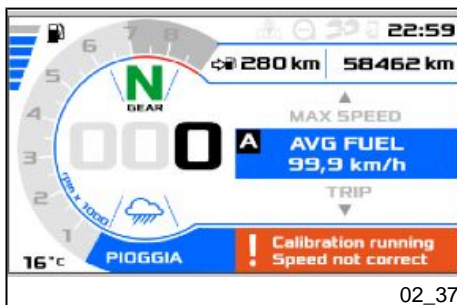 22:59
280 km 58462 km
8
7
6
5
4
3
2
1
rpm x 1000
N
GEAR
0
MAX SPEED
A AVG FUEL
99,9 km/h
TRIP
16°c
PIOGGIA
! Calibration running
Speed not correct
02_37